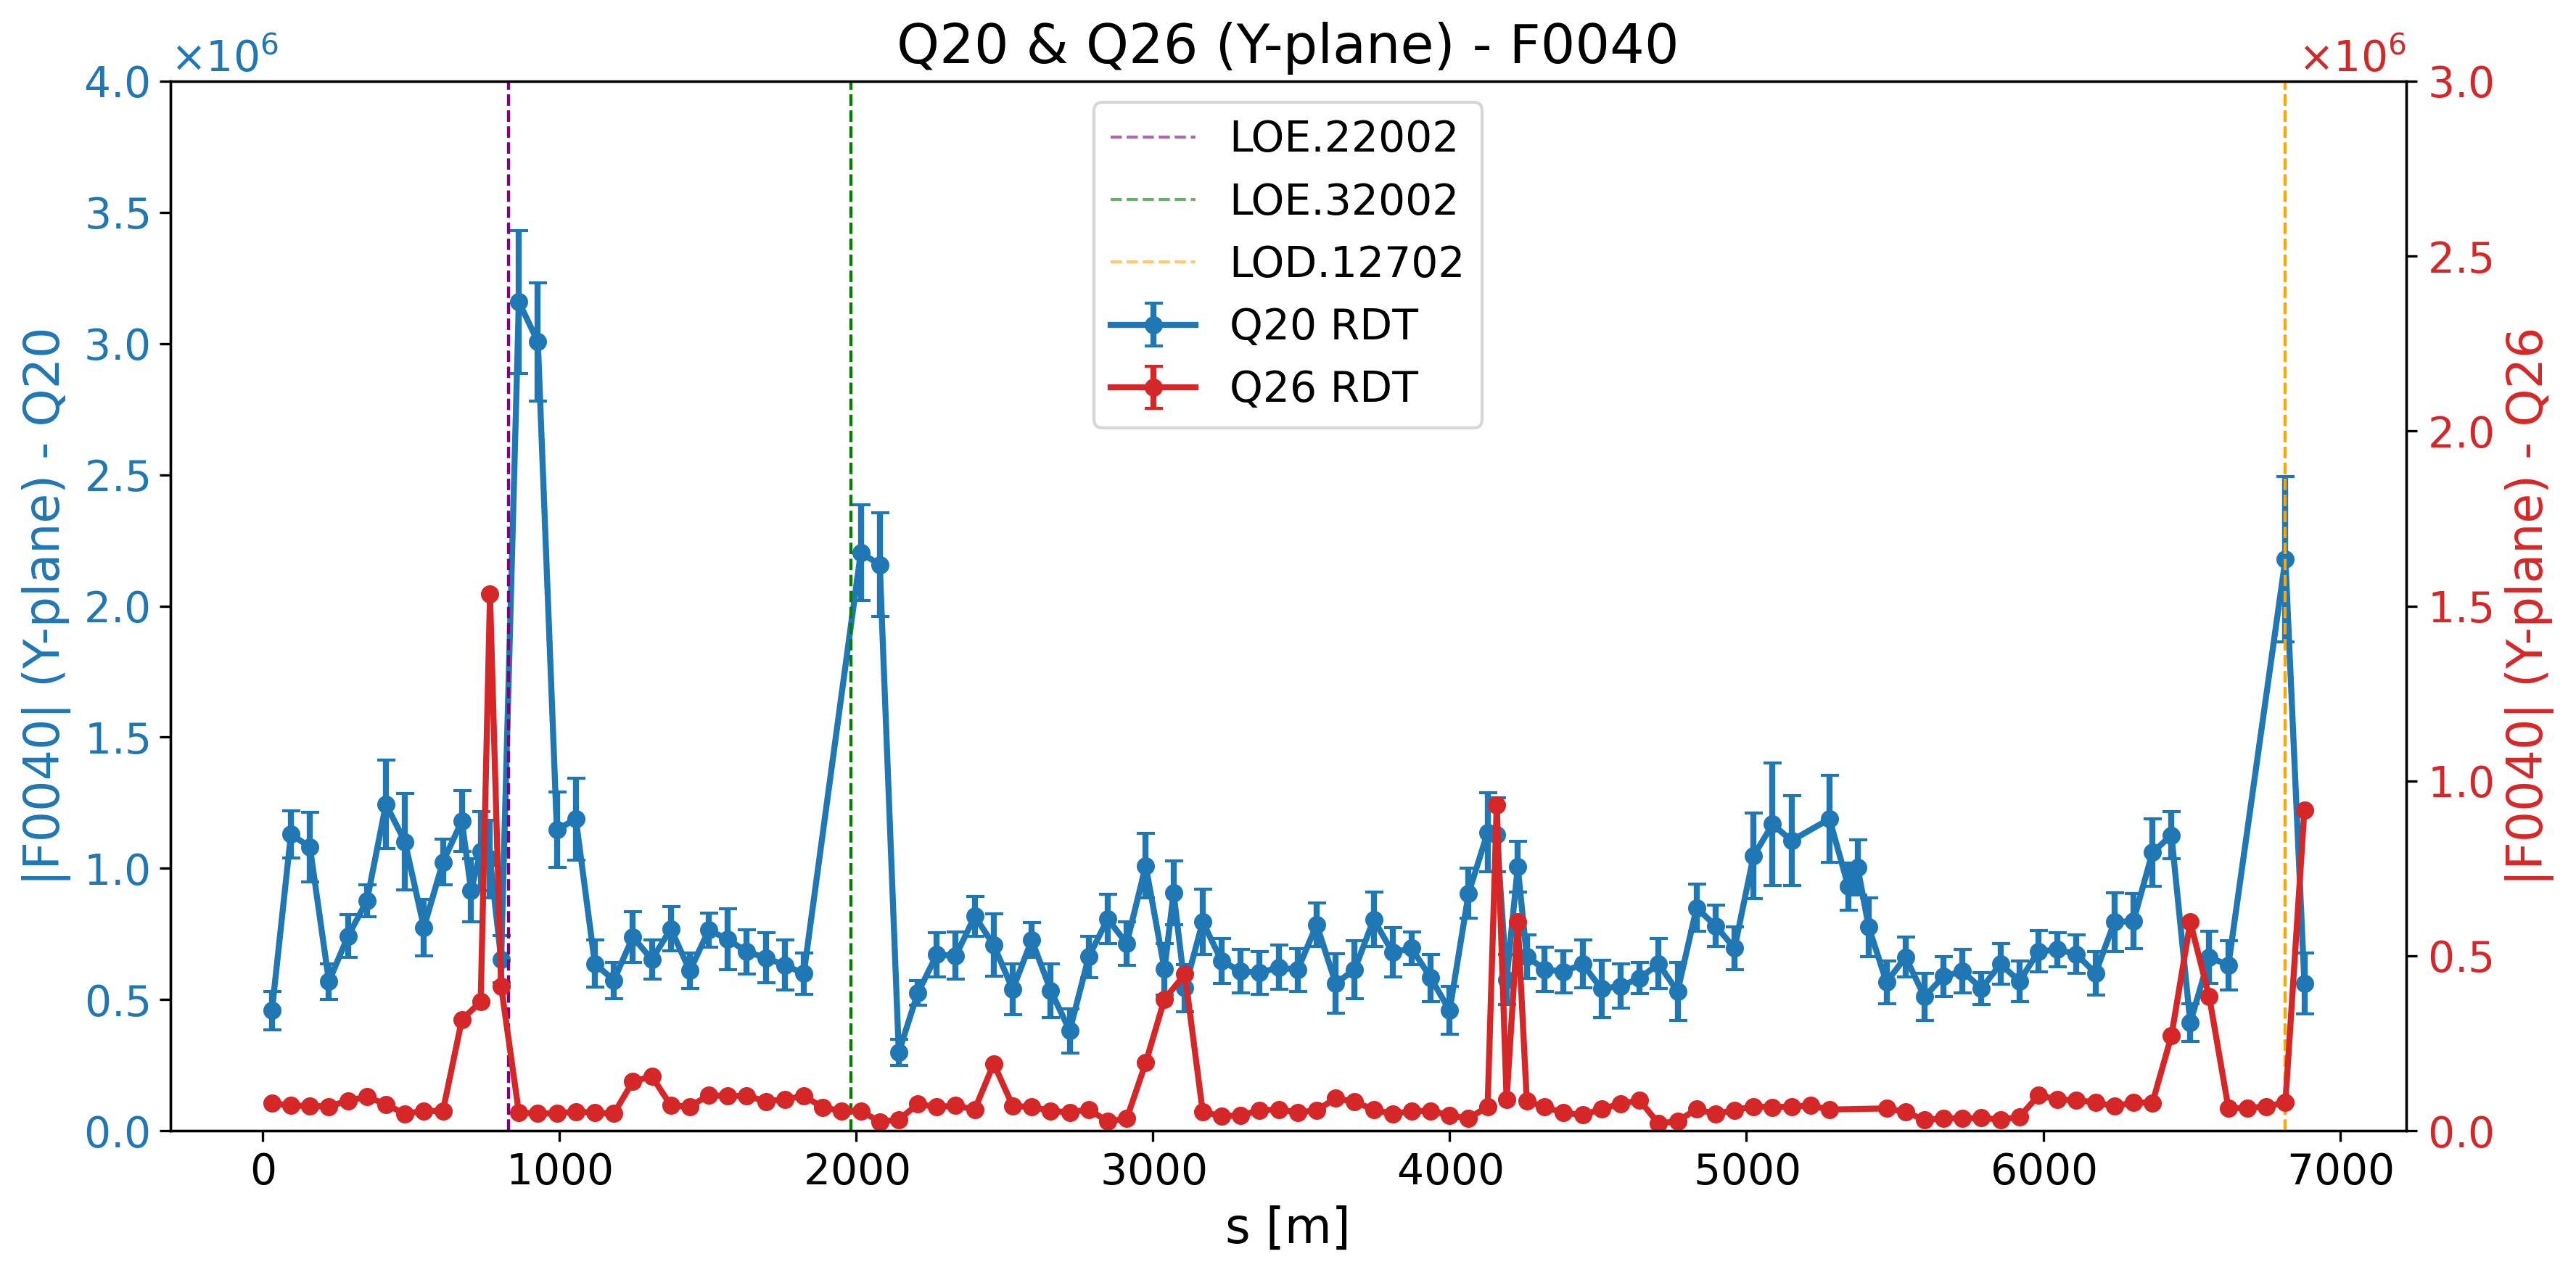 Q20 & Q26 (Y-plane) - F0040
×10⁶
×10⁶
4.0
3.5
3.0
2.5
2.0
1.5
1.0
0.5
0.0
|F0040| (Y-plane) - Q20
LOE.22002
LOE.32002
LOD.12702
Q20 RDT
Q26 RDT
3.0
2.5
2.0
1.5
1.0
0.5
0.0
|F0040| (Y-plane) - Q26
0 1000 2000 3000 4000 5000 6000 7000
s [m]